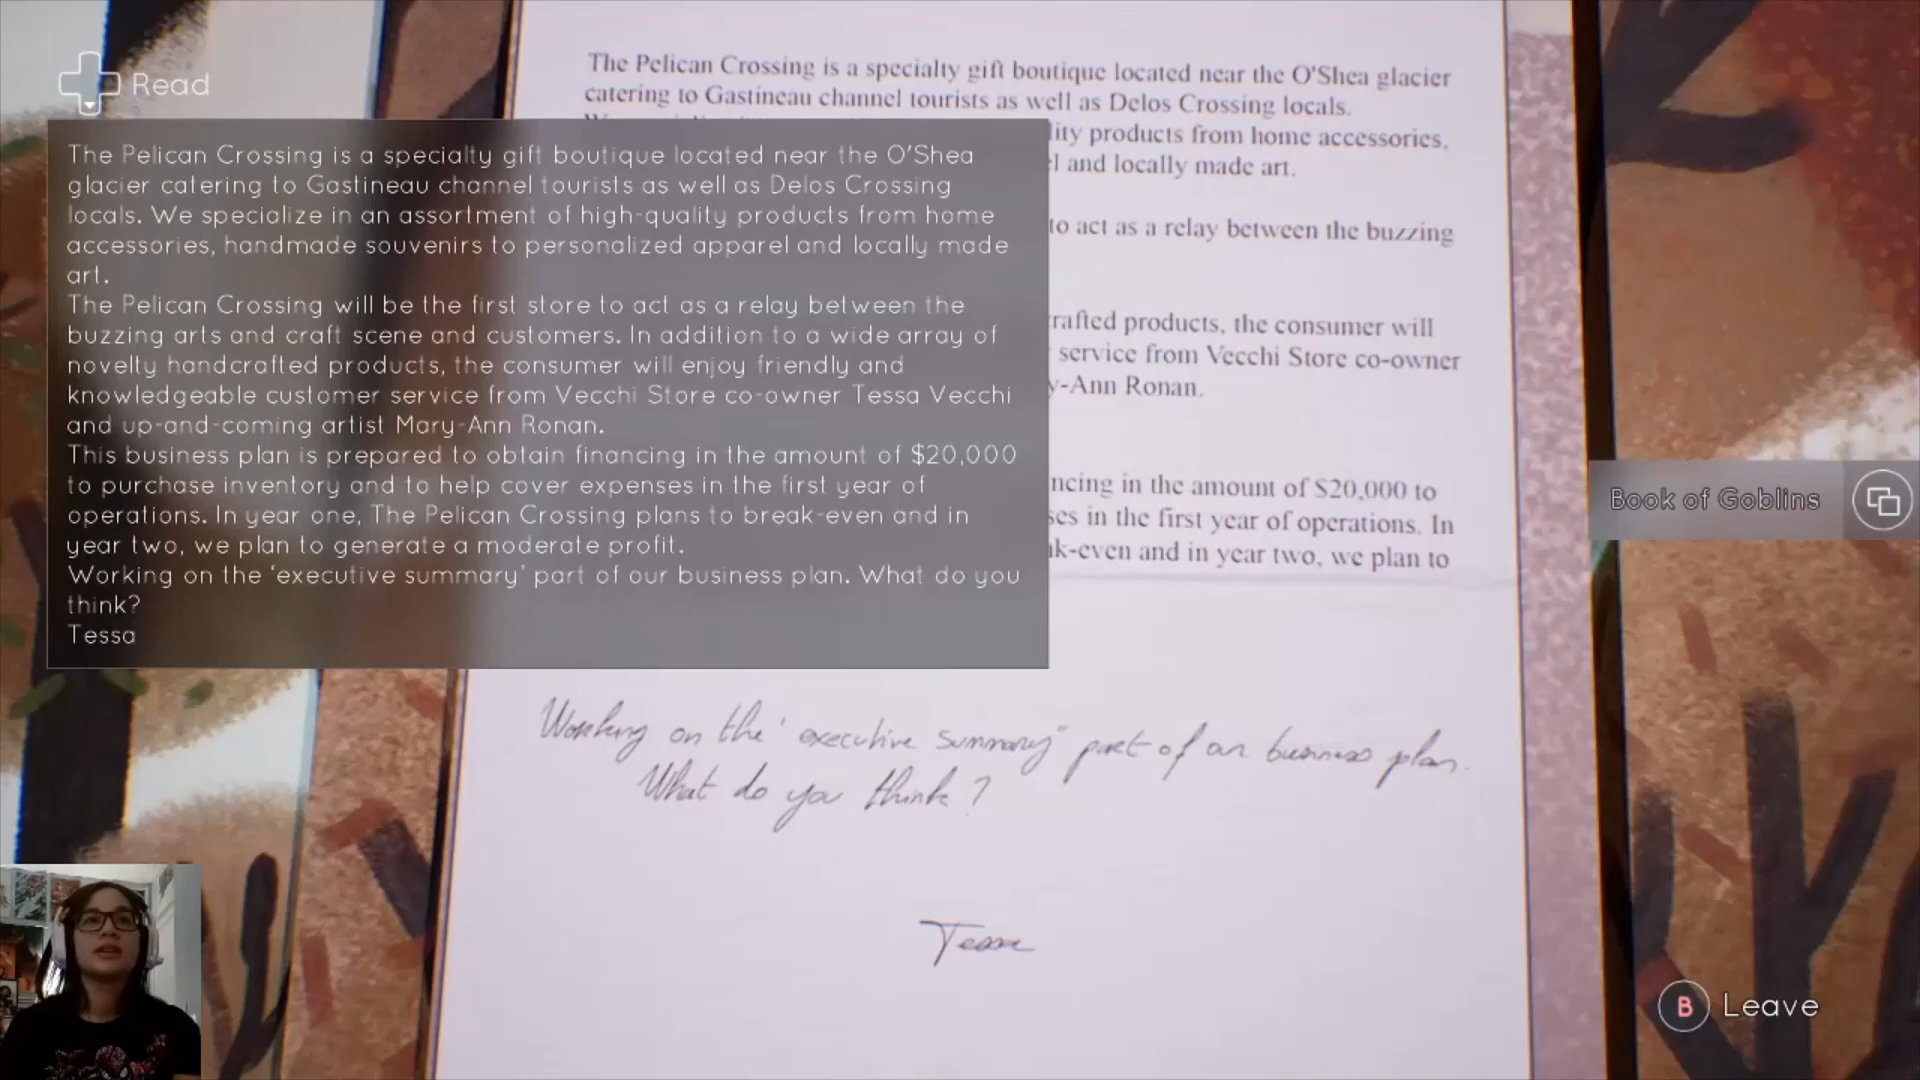 Read
The Pelican Crossing is a specialty gift boutique located near the O'Shea glacier
catering to Gastineau channel tourists as well as Delos Crossing locals.
lity products from home accessories,
l and locally made art.
to act as a relay between the buzzing
rafted products, the consumer will
service from Vecchi Store co-owner
y-Ann Ronan.
ncing in the amount of $20,000 to
ses in the first year of operations. In
ak-even and in year two, we plan to
The Pelican Crossing is a specialty gift boutique located near the O'Shea
glacier catering to Gastineau channel tourists as well as Delos Crossing
locals. We specialize in an assortment of high-quality products from home
accessories, handmade souvenirs to personalized apparel and locally made
art.
The Pelican Crossing will be the first store to act as a relay between the
buzzing arts and craft scene and customers. In addition to a wide array of
novelty handcrafted products, the consumer will enjoy friendly and
knowledgeable customer service from Vecchi Store co-owner Tessa Vecchi
and up-and-coming artist Mary-Ann Ronan.
This business plan is prepared to obtain financing in the amount of $20,000
to purchase inventory and to help cover expenses in the first year of
operations. In year one, The Pelican Crossing plans to break-even and in
year two, we plan to generate a moderate profit.
Working on the 'executive summary' part of our business plan. What do you
think?
Tessa
Book of Goblins
Working on the 'executive summary" part of our business plan.
What do you think?
Tessa
B Leave